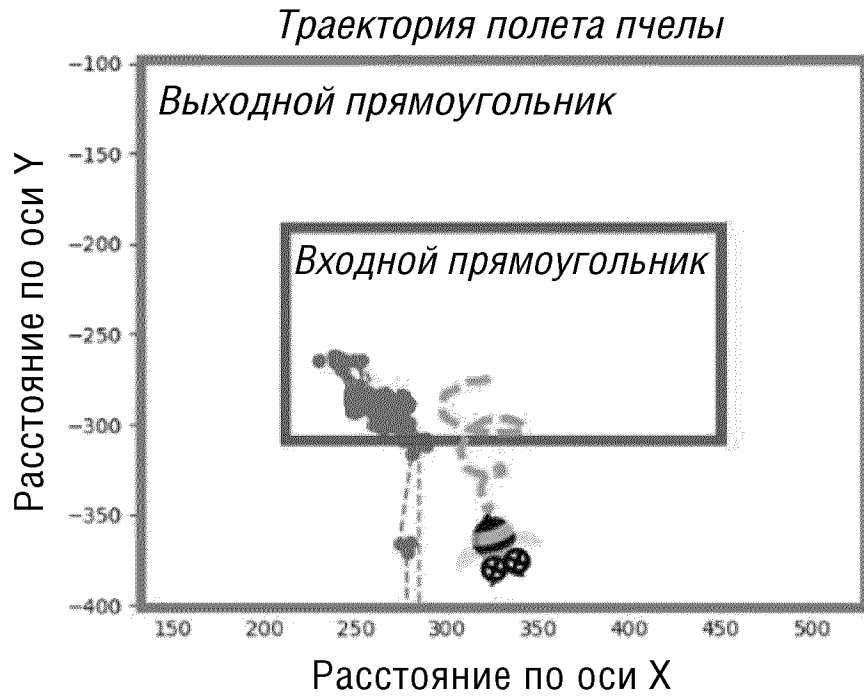 Траектория полета пчелы
Выходной прямоугольник
Входной прямоугольник
Расстояние по оси Y
−100
−150
−200
−250
−300
−350
−400
150 200 250 300 350 400 450 500
Расстояние по оси X